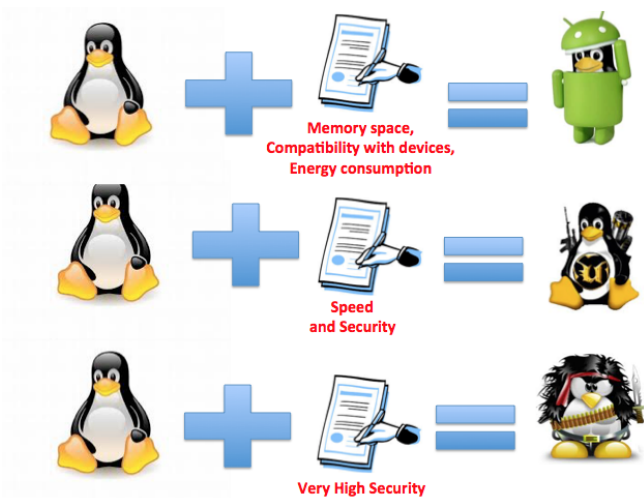 Memory space,
Compatibility with devices,
Energy consumption
Speed
and Security
Very High Security